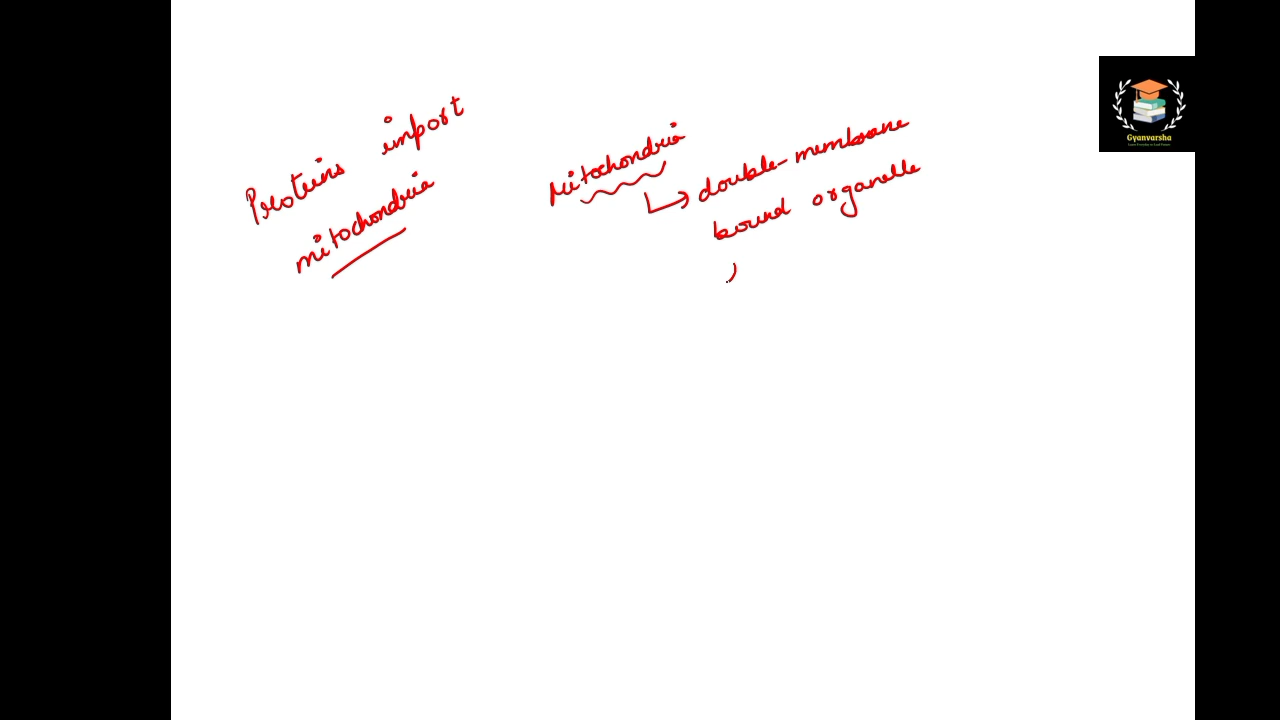 Proteins import
mitochondria
Mitochondria
→ double-membrane
bound organelle
,
Gyanvarsha